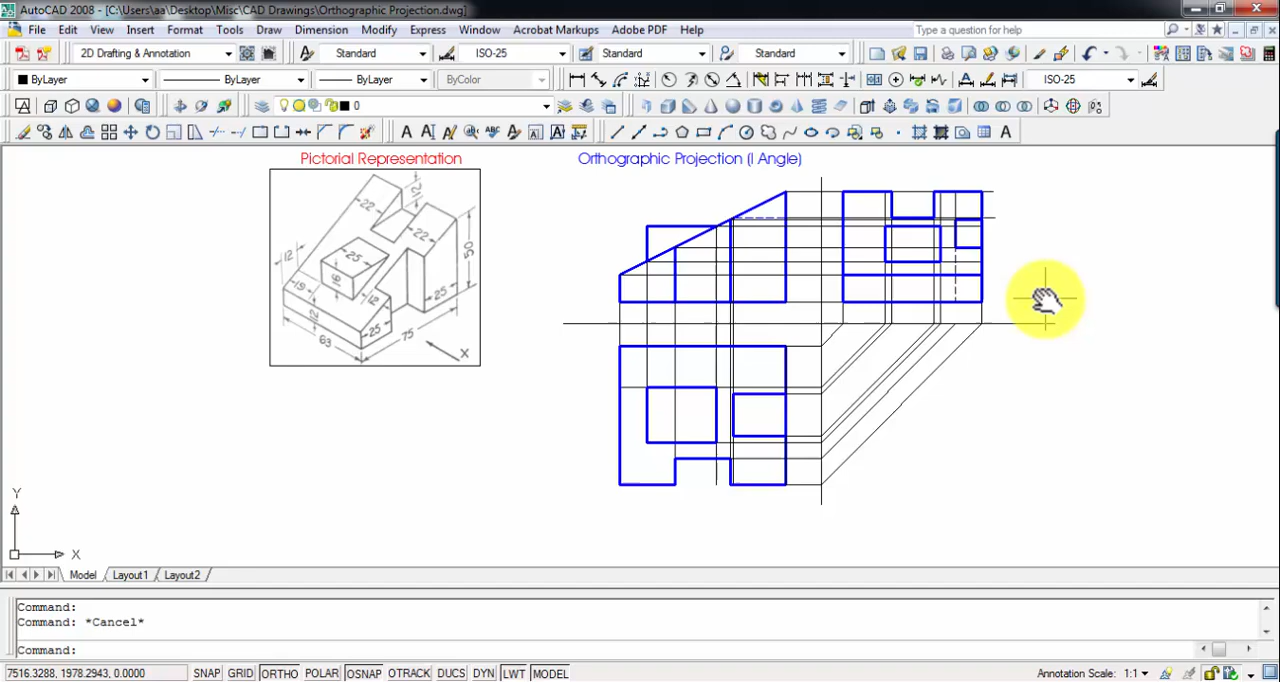 AutoCAD 2008 - [C:\Users\aa\Desktop\Misc\CAD Drawings\Orthographic Projection.dwg]
File Edit View Insert Format Tools Draw Dimension Modify Express Window Acrobat Markups Adobe PDF Help Type a question for help
2D Drafting & Annotation Standard ISO-25 Standard Standard
ByLayer ByLayer ByLayer ByColor ISO-25
0
Pictorial Representation Orthographic Projection (I Angle)
12
22
22
50
12
25
16
19
12
12
25
25
63
75
X
Y
X
Model Layout1 Layout2
Command:
Command: *Cancel*
Command:
7516.3288, 1978.2943, 0.0000 SNAP GRID ORTHO POLAR OSNAP OTRACK DUCS DYN LWT MODEL Annotation Scale: 1:1